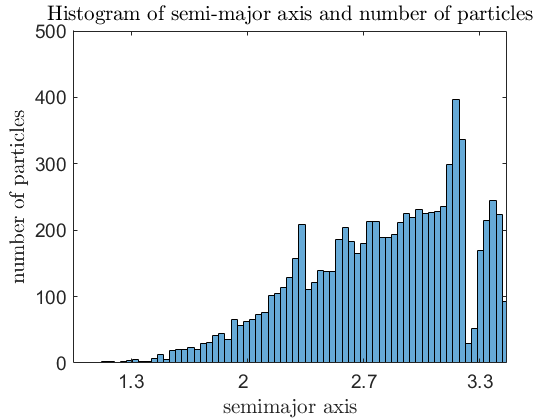 Histogram of semi-major axis and number of particles
500
400
300
200
100
0
number of particles
1.3 2 2.7 3.3
semimajor axis